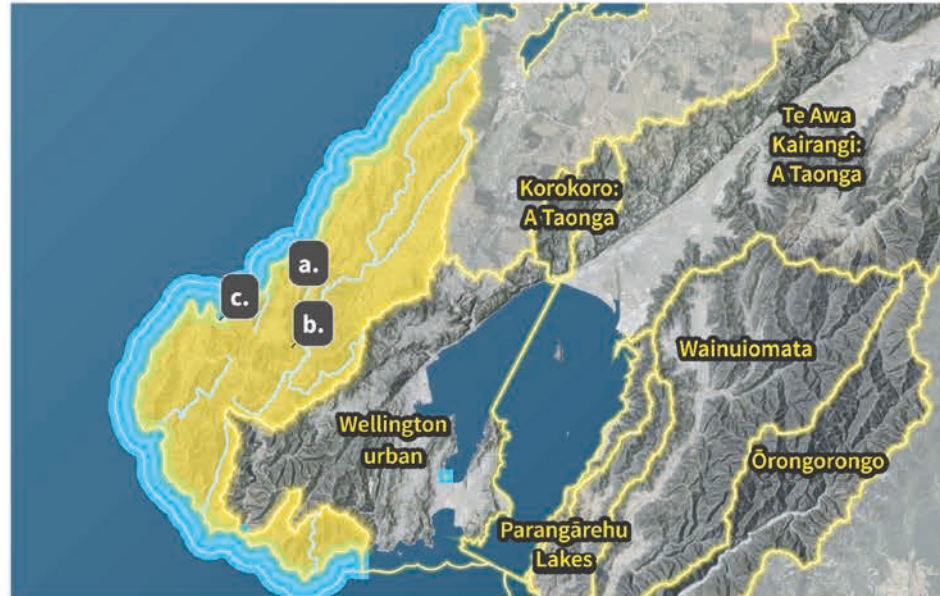 Te Awa
Kairangi:
A Taonga
Korokoro:
A Taonga
a.
c.
b.
Wainuiomata
Wellington
urban
Ōrongorongo
Parangārehu
Lakes